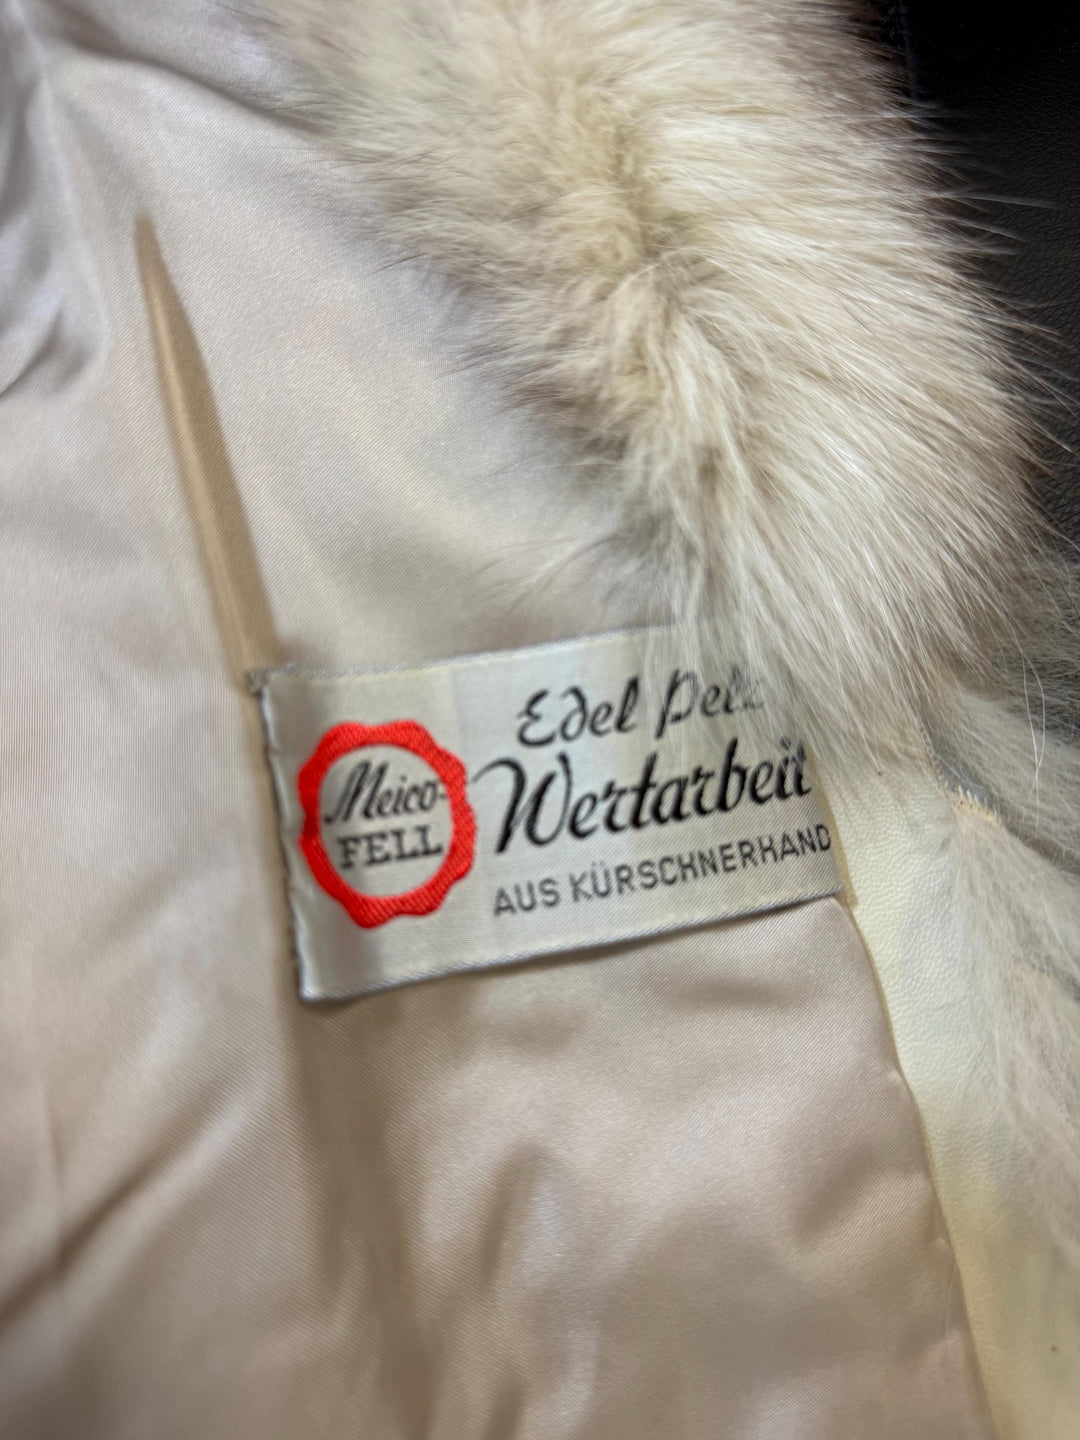 Meico-
FELL
Edel Pelz
Wertarbeit
AUS KÜRSCHNERHAND